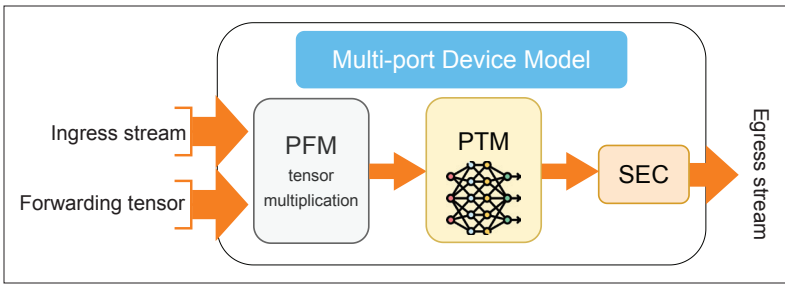 Multi-port Device Model
Ingress stream
Forwarding tensor
PFM
tensor
multiplication
PTM
SEC
Egress stream